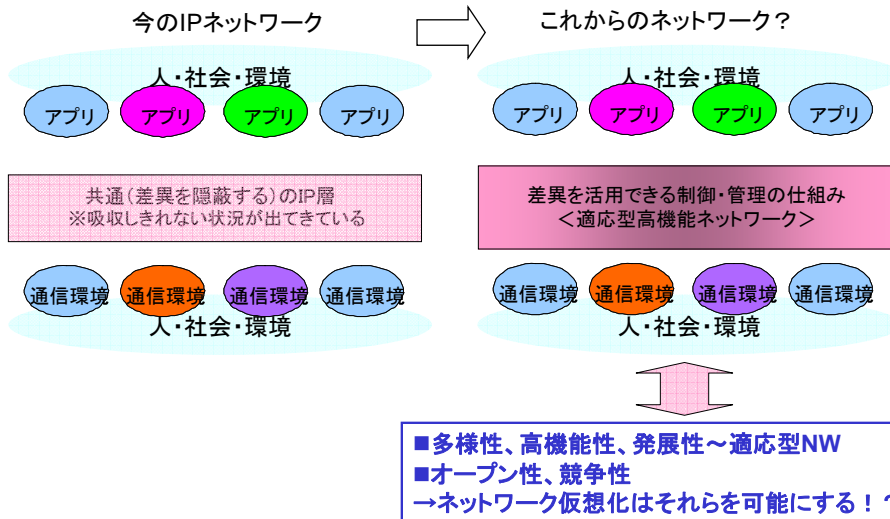 今のIPネットワーク
人・社会・環境
アプリ アプリ アプリ アプリ
共通(差異を隠蔽する)のIP層
※吸収しきれない状況が出てきている
通信環境 通信環境 通信環境 通信環境
人・社会・環境
これからのネットワーク?
人・社会・環境
アプリ アプリ アプリ アプリ
差異を活用できる制御・管理の仕組み
<適応型高機能ネットワーク>
通信環境 通信環境 通信環境 通信環境
人・社会・環境
■多様性、高機能性、発展性~適応型NW
■オープン性、競争性
→ネットワーク仮想化はそれらを可能にする!?